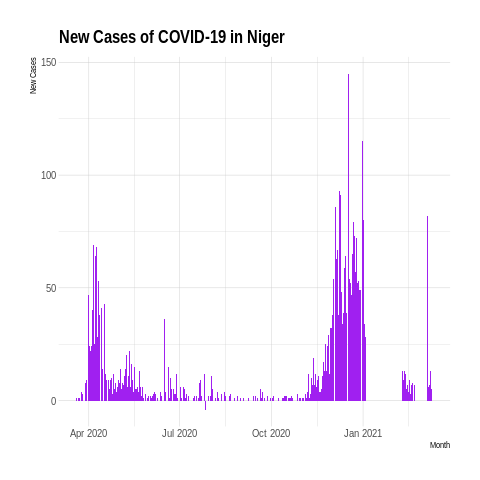 New Cases of COVID-19 in Niger
New Cases
150
100
50
0
Apr 2020
Jul 2020
Oct 2020
Jan 2021
Month